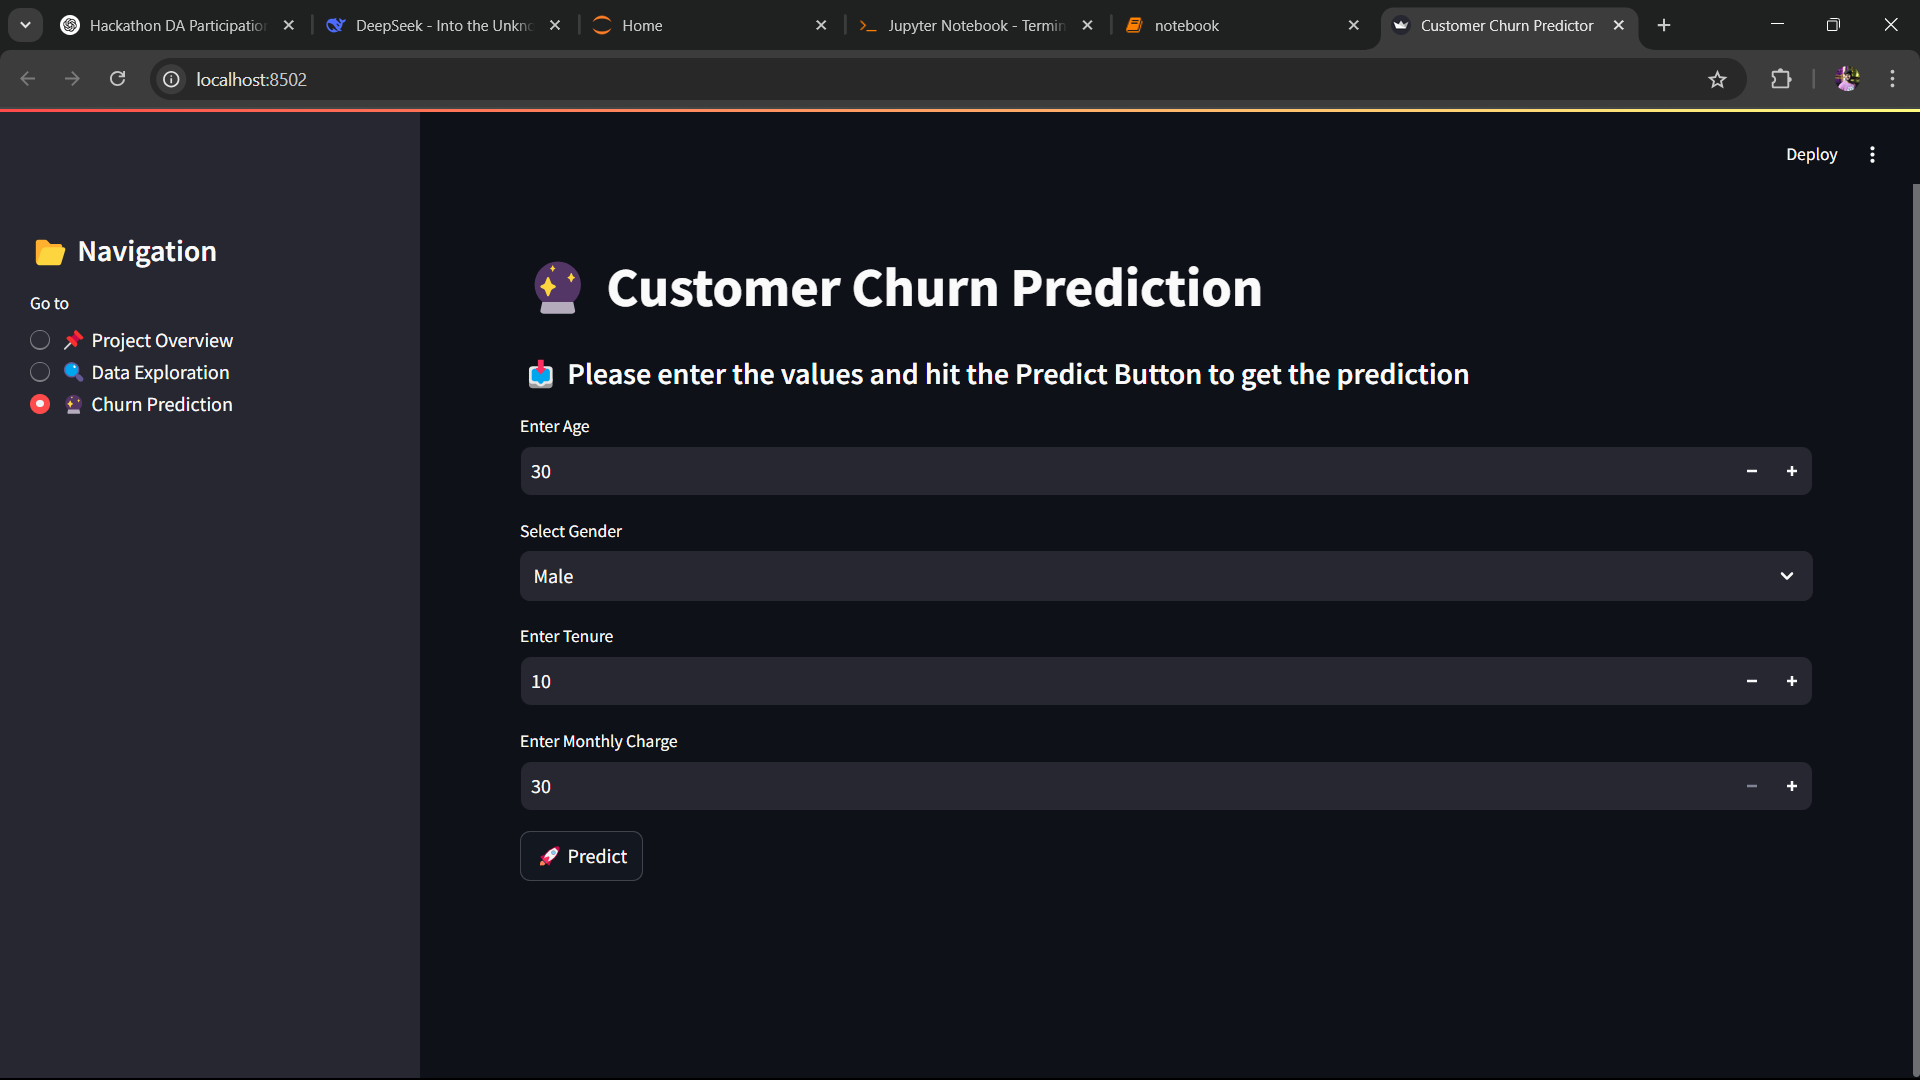 Hackathon DA Participation
DeepSeek - Into the Unkno
Home
Jupyter Notebook - Termin
notebook
Customer Churn Predictor
localhost:8502
Deploy
Navigation
Go to
Project Overview
Data Exploration
Churn Prediction
Customer Churn Prediction
Please enter the values and hit the Predict Button to get the prediction
Enter Age
30
Select Gender
Male
Enter Tenure
10
Enter Monthly Charge
30
Predict